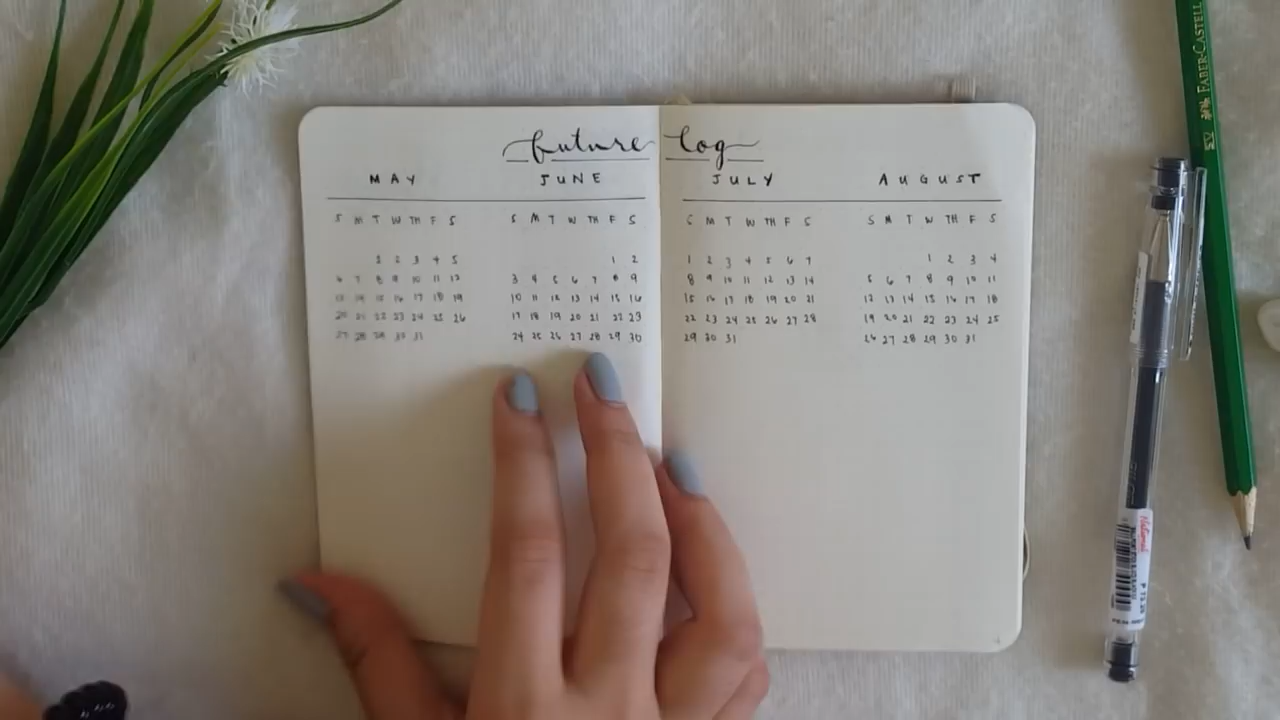 future log
MAY JUNE JULY AUGUST
S M T W TH F S S M T W TH F S S M T W TH F S S M T W TH F S
1 2 3 4 5 1 2 1 2 3 4 5 6 7 1 2 3 4
6 7 8 9 10 11 12 3 4 5 6 7 8 9 8 9 10 11 12 13 14 5 6 7 8 9 10 11
13 14 15 16 17 18 19 10 11 12 13 14 15 16 15 16 17 18 19 20 21 12 13 14 15 16 17 18
20 21 22 23 24 25 26 17 18 19 20 21 22 23 22 23 24 25 26 27 28 19 20 21 22 23 24 25
27 28 29 30 31 24 25 26 27 28 29 30 29 30 31 26 27 28 29 30 31
FABER-CASTELL
National